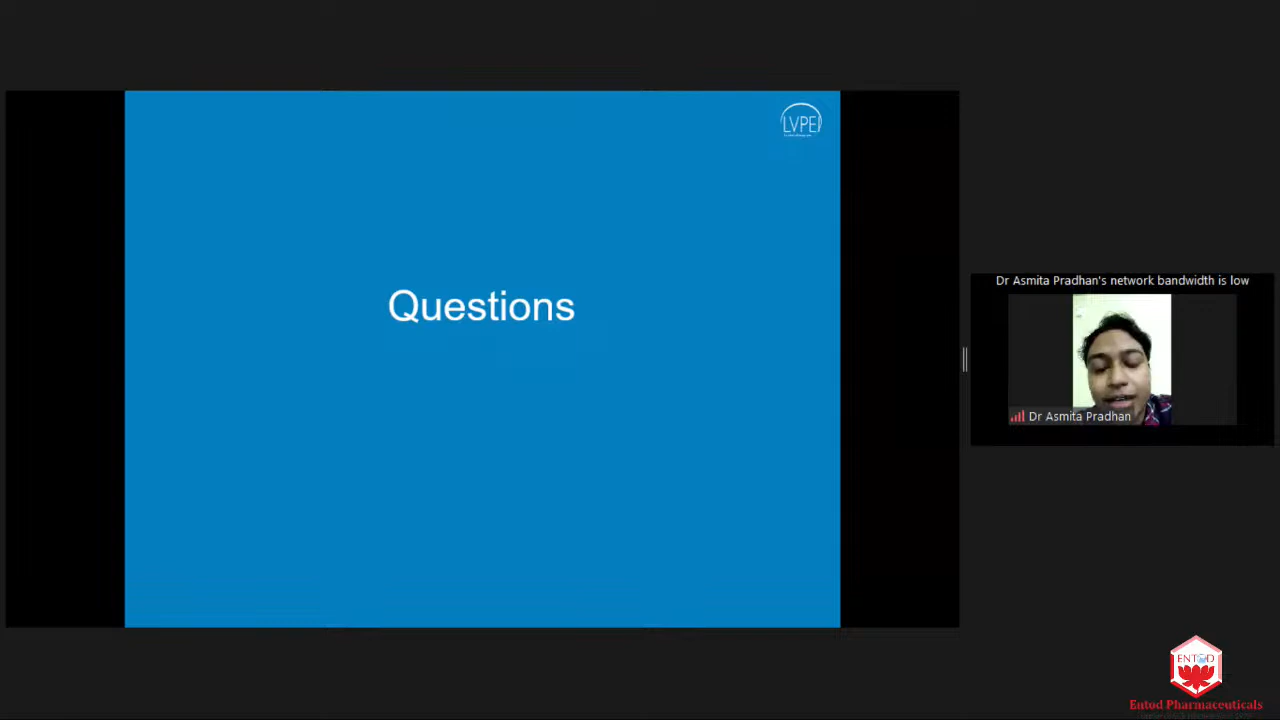 LVPEI
Questions
Dr Asmita Pradhan's network bandwidth is low
Dr Asmita Pradhan
ENTOD
Entod Pharmaceuticals